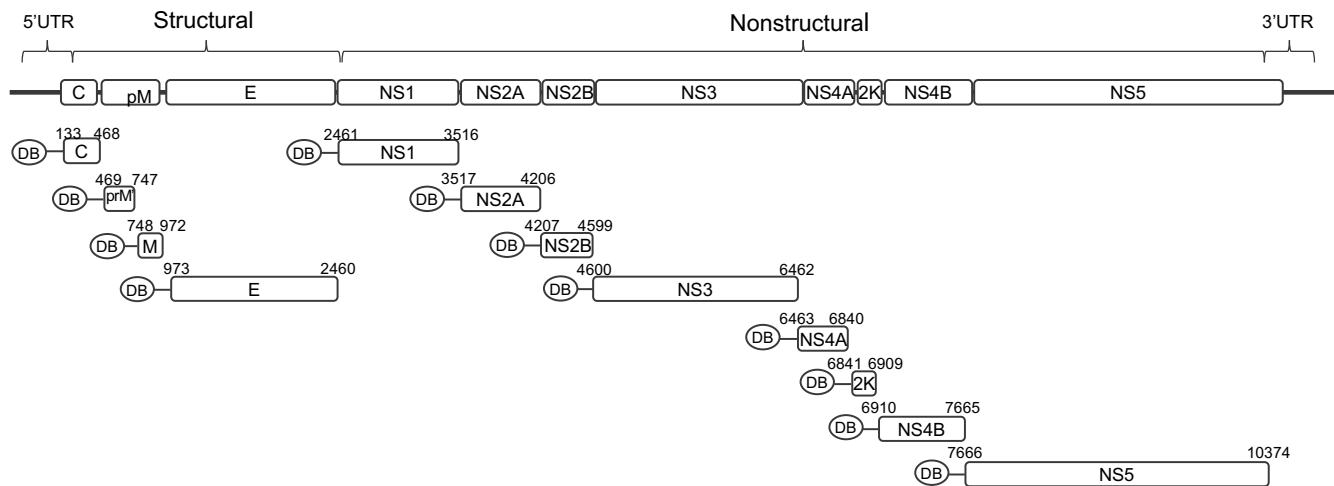 5'UTR Structural Nonstructural 3'UTR
C pM E NS1 NS2A NS2B NS3 NS4A 2K NS4B NS5
133 468 2461 3516
DB C DB NS1
469 747 3517 4206
DB prM' DB NS2A
748 972 4207 4599
DB M DB NS2B
973 2460 4600 6462
DB E DB NS3
6463 6840
DB NS4A
6841 6909
DB 2K
6910 7665
DB NS4B
7666 10374
DB NS5